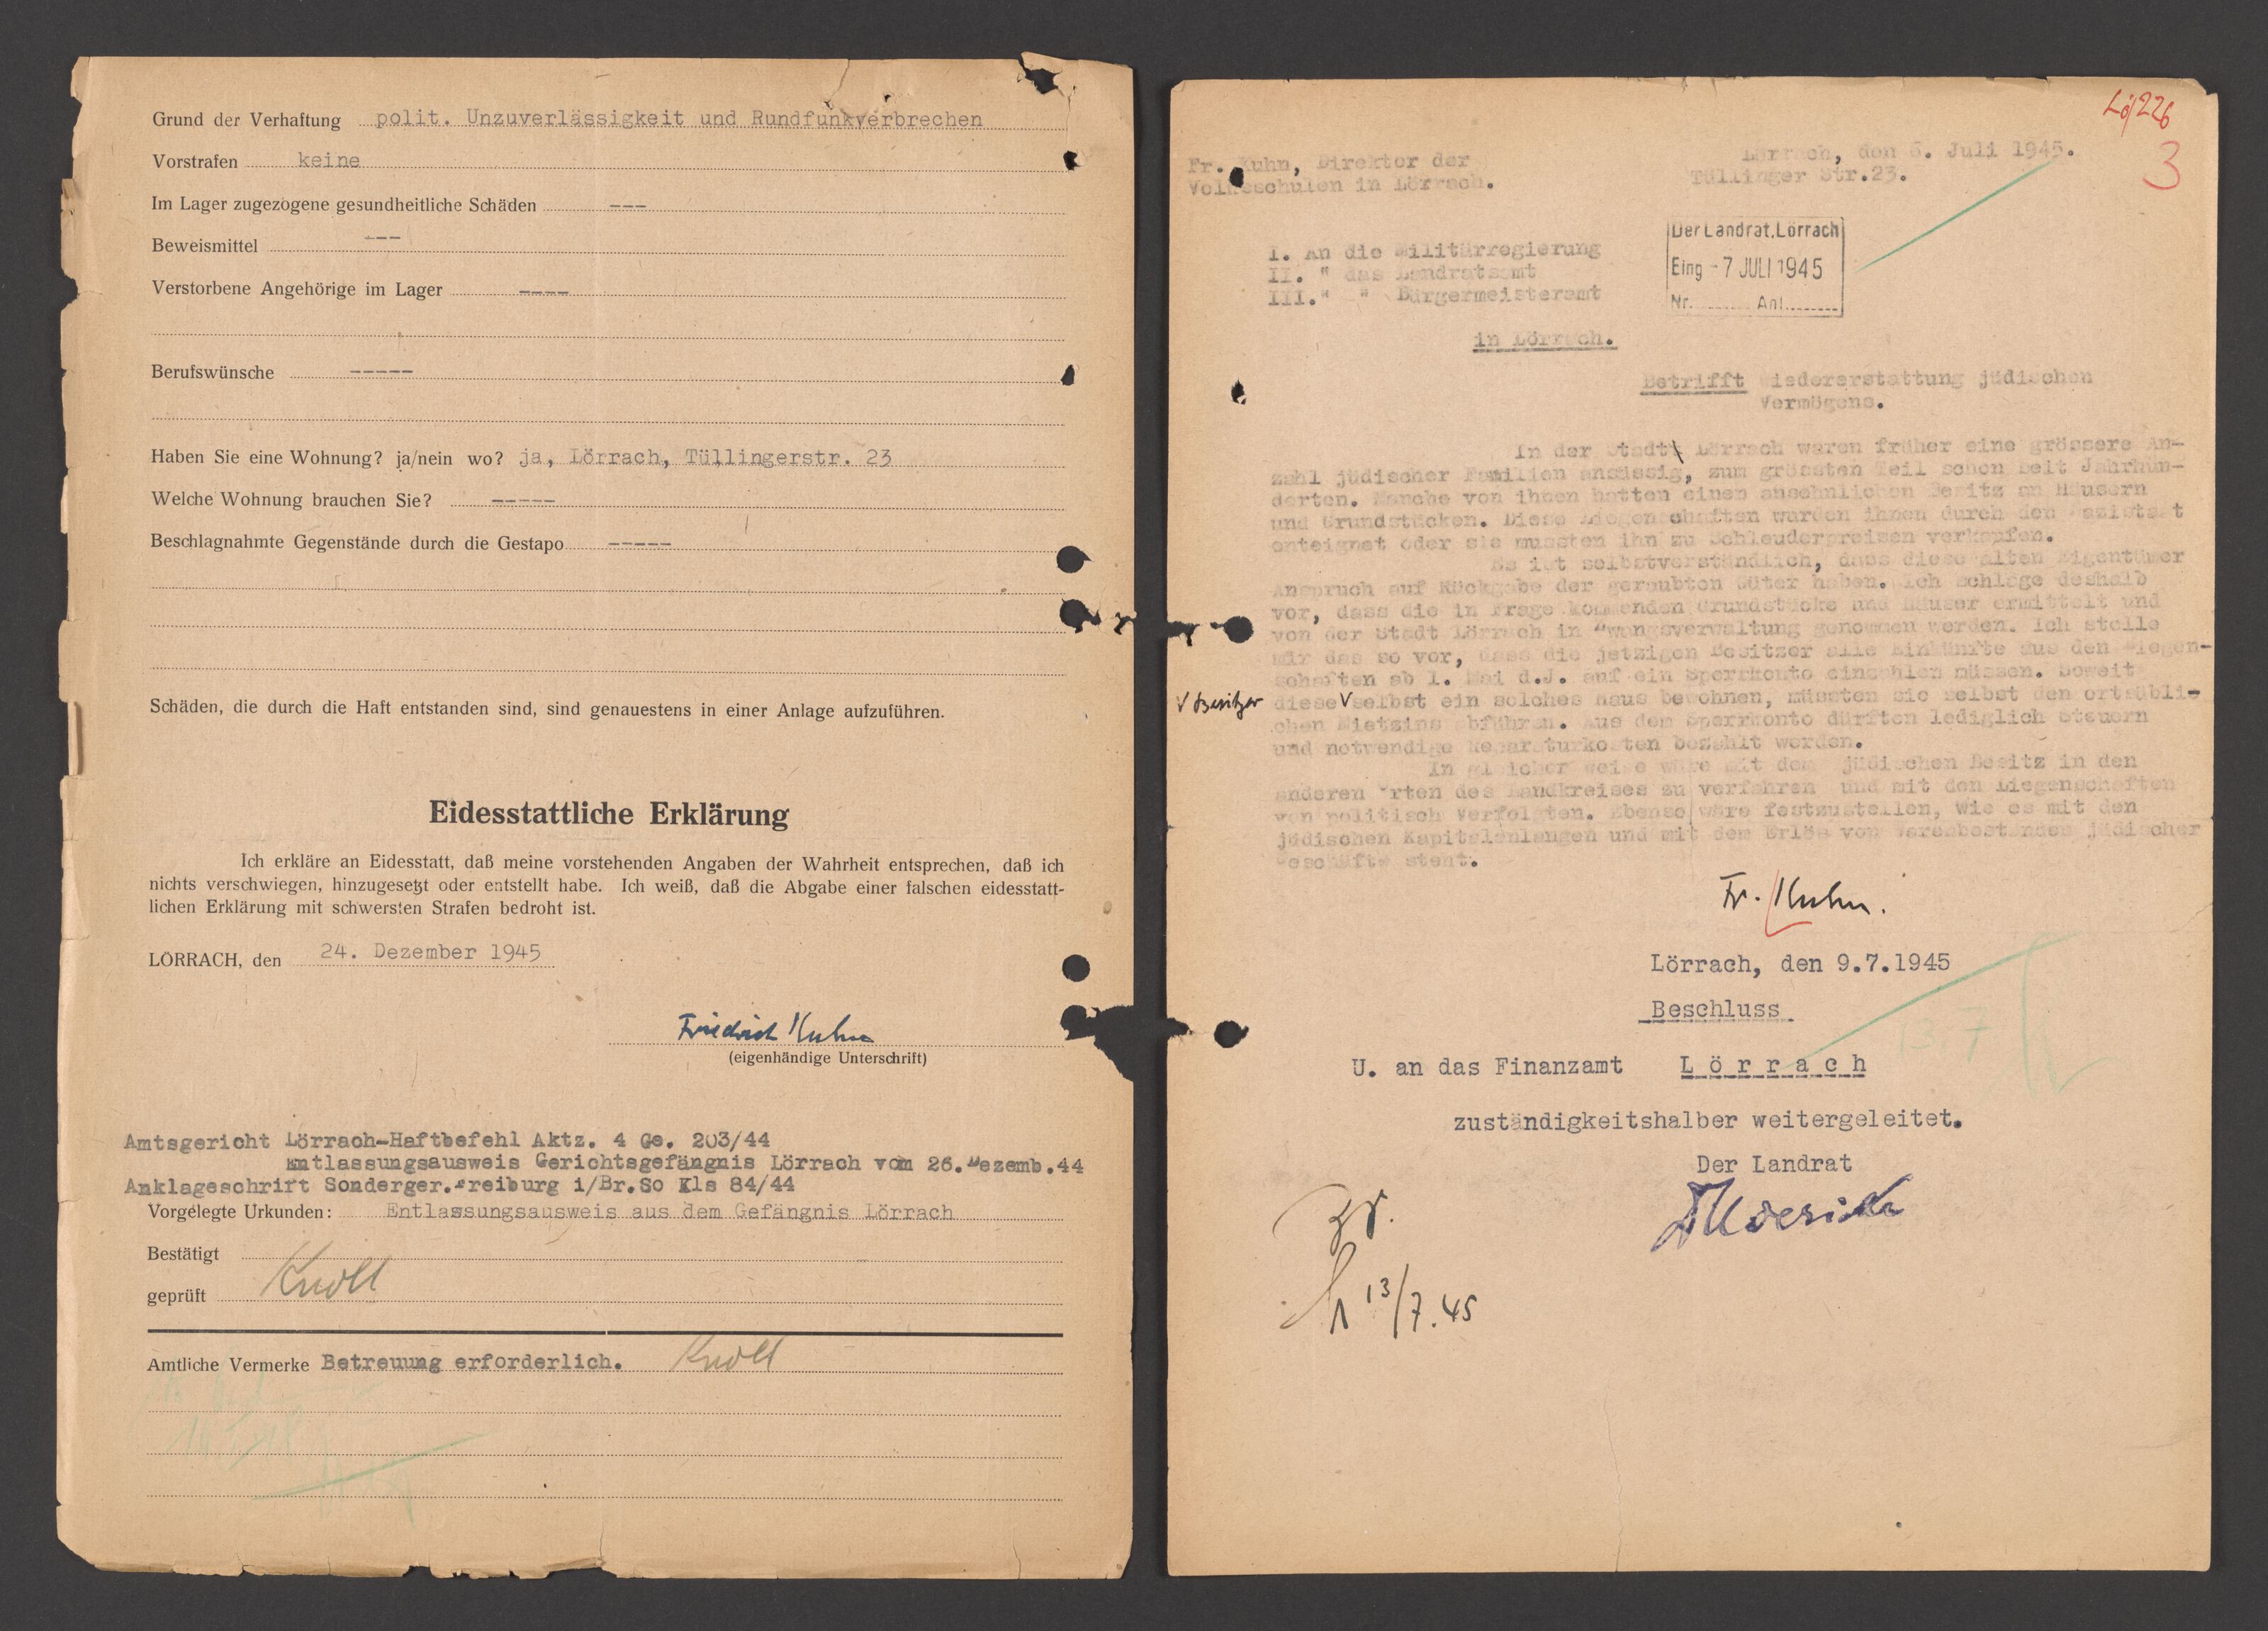 Grund der Verhaftung polit. Unzuverlässigkeit und Rundfunkverbrechen
Vorstrafen keine
Im Lager zugezogene gesundheitliche Schäden ---
Beweismittel ---
Verstorbene Angehörige im Lager ----
Berufswünsche -----
Haben Sie eine Wohnung? ja/nein wo? ja, Lörrach, Tüllingerstr. 23
Welche Wohnung brauchen Sie? -----
Beschlagnahmte Gegenstände durch die Gestapo -----
Schäden, die durch die Haft entstanden sind, sind genauestens in einer Anlage aufzuführen.
Eidesstattliche Erklärung
Ich erkläre an Eidesstatt, daß meine vorstehenden Angaben der Wahrheit entsprechen, daß ich
nichts verschwiegen, hinzugesetzt oder entstellt habe. Ich weiß, daß die Abgabe einer falschen eidesstatt-
lichen Erklärung mit schwersten Strafen bedroht ist.
LÖRRACH, den 24. Dezember 1945
Friedrich Kuhn
(eigenhändige Unterschrift)
Amtsgericht Lörrach-Haftbefehl Aktz. 4 Ge. 203/44
Entlassungsausweis Gerichtsgefängnis Lörrach vom 26.Dezemb.44
Anklageschrift Sonderger.Freiburg i/Br.So Kls 84/44
Vorgelegte Urkunden: Entlassungsausweis aus dem Gefängnis Lörrach
Bestätigt
geprüft Knoll
Amtliche Vermerke Betreuung erforderlich. Knoll
Lö/226
3
Fr. Kuhn, Direktor der
Volksschulen in Lörrach.
Lörrach, den 5. Juli 1945.
Tüllinger Str.23.
Der Landrat, Lörrach
Eing - 7 JULI 1945
Nr. Anl.
I. An die Militärregierung
II. " das Landratsamt
III." " Bürgermeisteramt
in Lörrach.
Betrifft Wiedererstattung jüdischen
Vermögens.
In der Stadt Lörrach waren früher eine grössere An-
zahl jüdischer Familien ansässig, zum grössten Teil schon seit Jahrhun-
derten. Manche von ihnen hatten einen ansehnlichen Besitz an Häusern
und Grundstücken. Diese Liegenschaften wurden ihnen durch den Nazistaat
enteignet oder sie mussten ihn zu Schleuderpreisen verkaufen.
Es ist selbstverständlich, dass diese alten Eigentümer
Anspruch auf Rückgabe der geraubten Güter haben. Ich schlage deshalb
vor, dass die in Frage kommenden Grundstücke und Häuser ermittelt und
von der Stadt Lörrach in Zwangsverwaltung genommen werden. Ich stelle
mir das so vor, dass die jetzigen Besitzer alle Einkünfte aus den Liegen-
schaften ab 1. Mai d.J. auf ein Sperrkonto einzahlen müssen. Soweit
V Besitzer
diese V selbst ein solches Haus bewohnen, müssten sie selbst den ortsübli-
chen Mietzins abführen. Aus dem Sperrkonto dürften lediglich Steuern
und notwendige Reparaturkosten bezahlt werden.
In gleicher Weise wäre mit dem jüdischen Besitz in den
anderen Orten des Landkreises zu verfahren und mit den Liegenschaften
von politisch Verfolgten. Ebenso wäre festzustellen, wie es mit den
jüdischen Kapitalanlangen und mit dem Erlös von Warenbeständen jüdischer
Geschäfte steht.
Fr. Kuhn.
Lörrach, den 9.7.1945
Beschluss
U. an das Finanzamt Lörrach
zuständigkeitshalber weitergeleitet.
Der Landrat
13/7.45